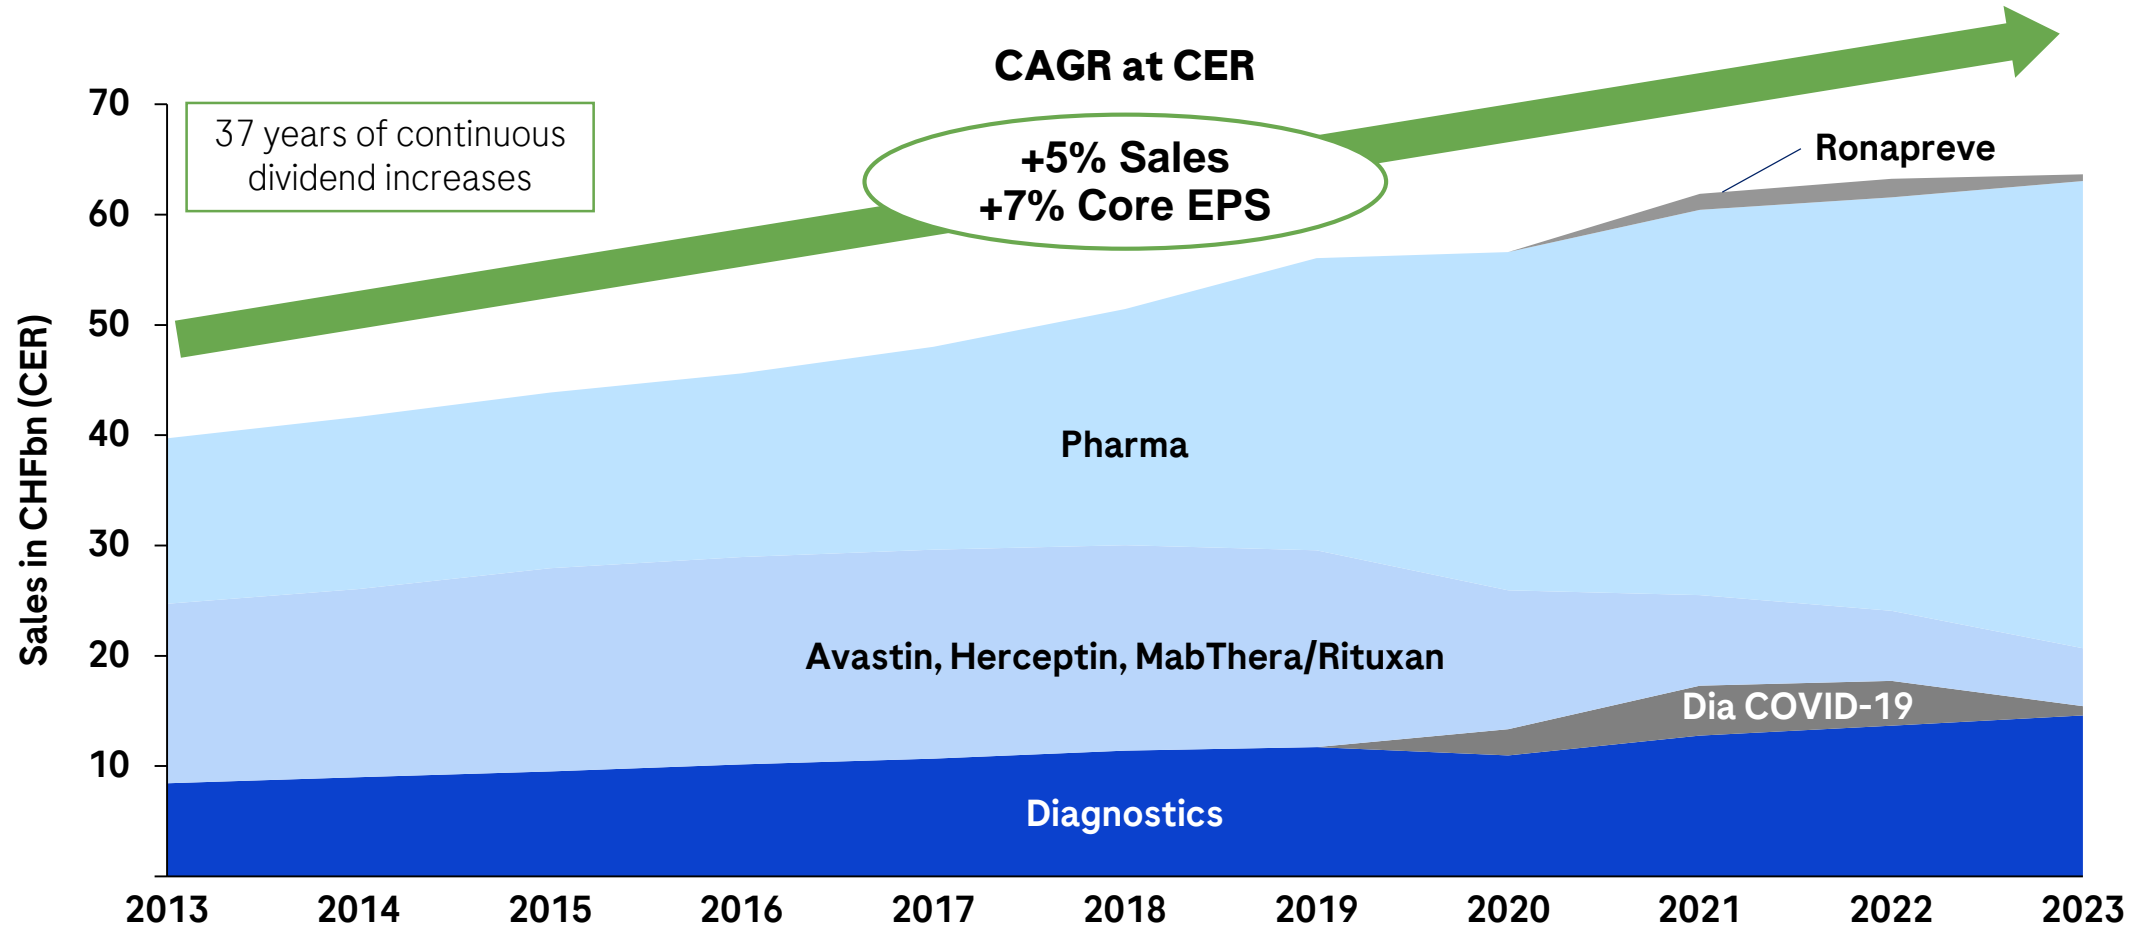 CAGR at CER
37 years of continuous
dividend increases
+5% Sales
+7% Core EPS
Ronapreve
Pharma
Avastin, Herceptin, MabThera/Rituxan
Dia COVID-19
Diagnostics
Sales in CHFbn (CER)
70
60
50
40
30
20
10
2013 2014 2015 2016 2017 2018 2019 2020 2021 2022 2023